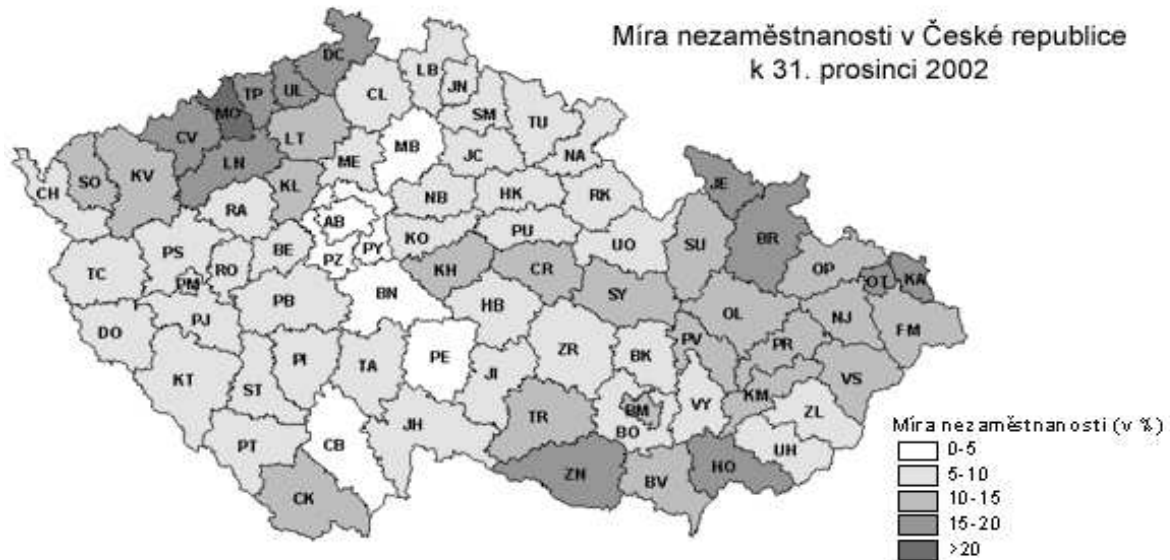 Míra nezaměstnanosti v České republice
k 31. prosinci 2002
DC
LB
JN
TP
UL
CL
MO
SM
TU
CV
LT
MB
JC
NA
LN
ME
CH
SO
KV
KL
NB
HK
RK
JE
RA
AB
KO
PU
UO
SU
BR
PS
BE
PY
PZ
TC
RO
PM
KH
CR
OP
OT
KA
PB
BN
HB
SY
OL
NJ
FM
DO
PJ
PE
ZR
BK
PV
PR
KT
PI
TA
JI
VS
ST
TR
BM
VY
KM
ZL
PT
CB
JH
BO
UH
ZN
HO
BV
CK
Míra nezaměstnanosti (v %)
0-5
5-10
10-15
15-20
>20